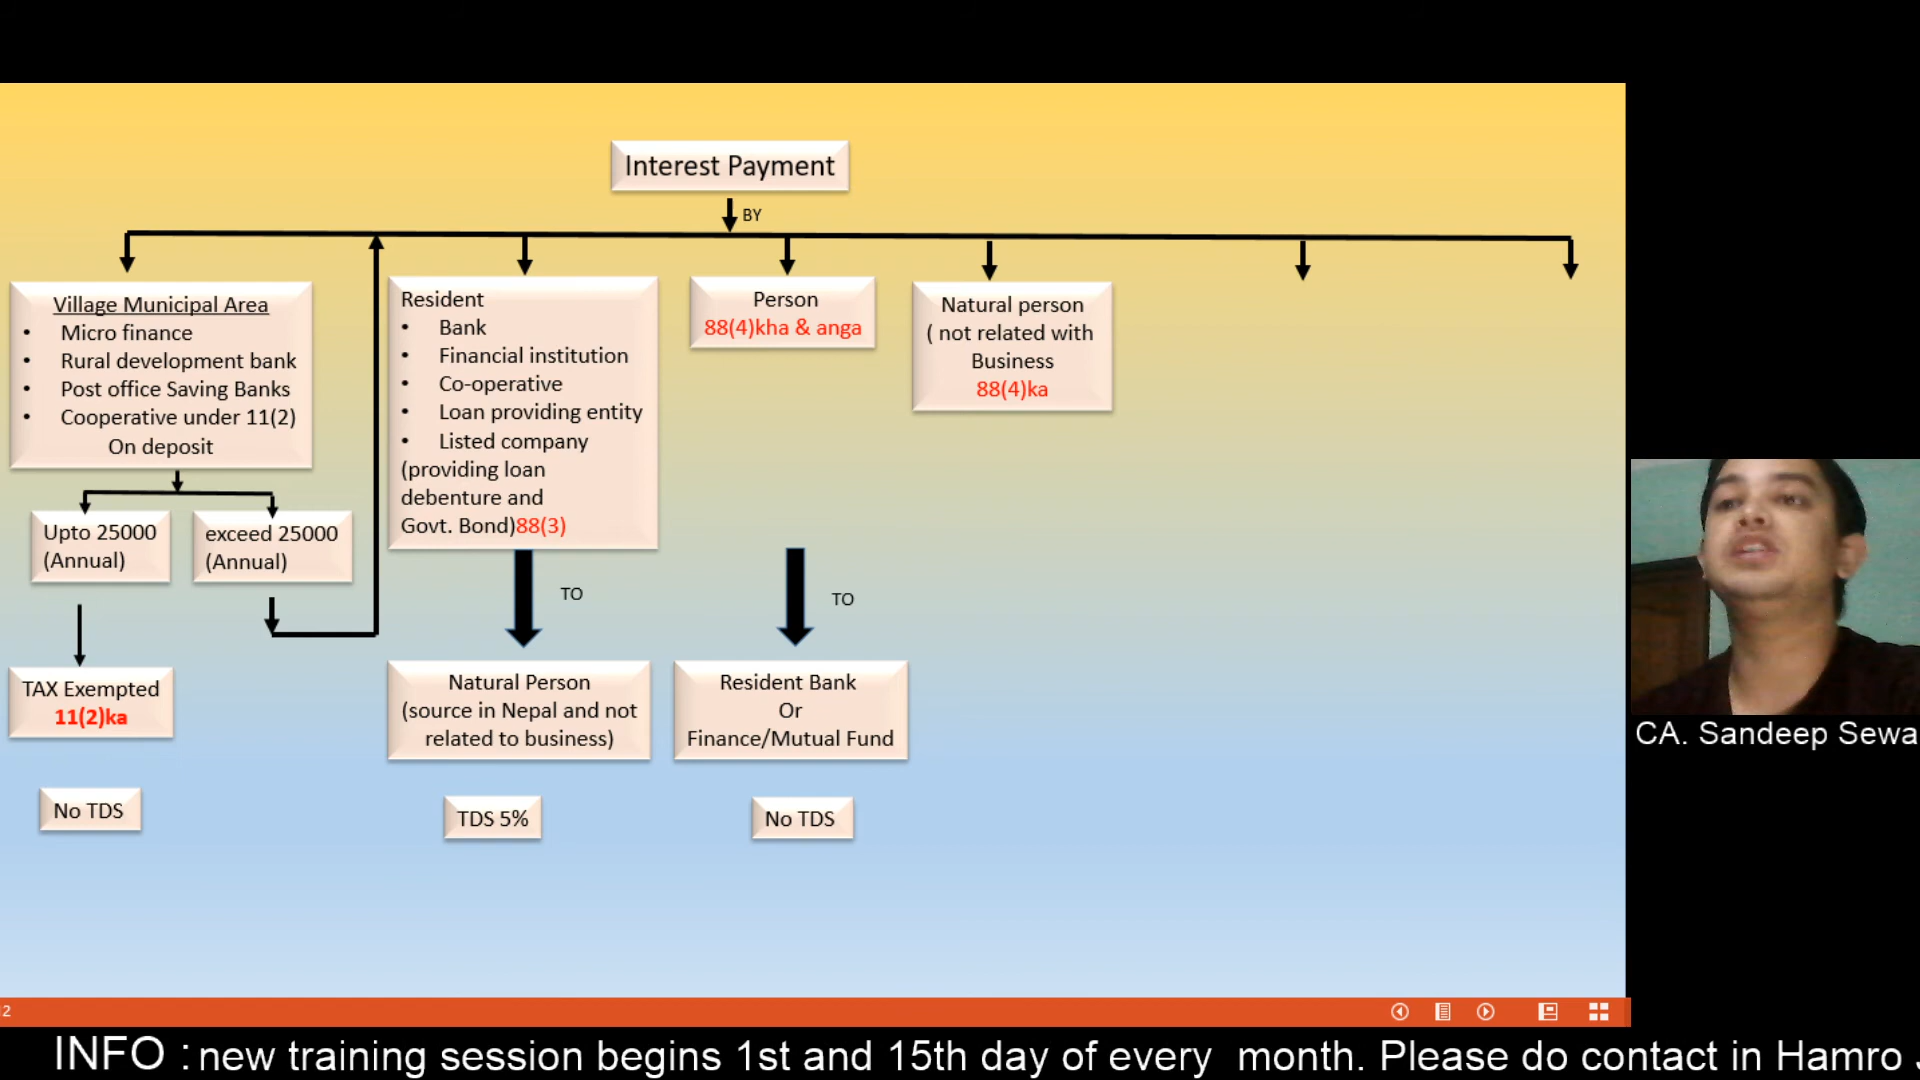 Interest Payment
BY
Village Municipal Area
• Micro finance
• Rural development bank
• Post office Saving Banks
• Cooperative under 11(2)
On deposit
Upto 25000
(Annual)
exceed 25000
(Annual)
TAX Exempted
11(2)ka
No TDS
Resident
• Bank
• Financial institution
• Co-operative
• Loan providing entity
• Listed company
(providing loan
debenture and
Govt. Bond)88(3)
TO
Natural Person
(source in Nepal and not
related to business)
TDS 5%
Person
88(4)kha & anga
TO
Resident Bank
Or
Finance/Mutual Fund
No TDS
Natural person
( not related with
Business
88(4)ka
CA. Sandeep Sewa
INFO : new training session begins 1st and 15th day of every month. Please do contact in Hamro